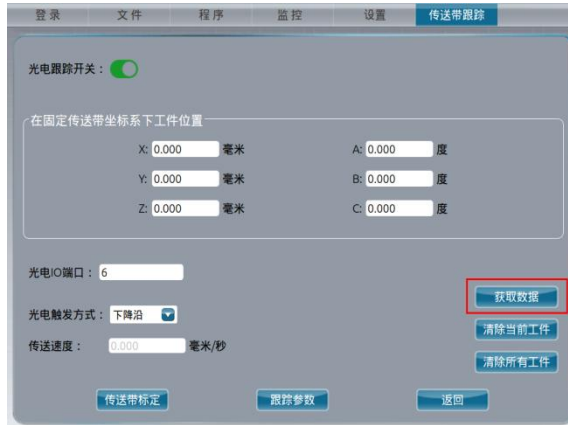 登录 文件 程序 监控 设置 传送带跟踪
光电跟踪开关：
在固定传送带坐标系下工件位置
X: 0.000 毫米 A: 0.000 度
Y: 0.000 毫米 B: 0.000 度
Z: 0.000 毫米 C: 0.000 度
光电IO端口： 6
获取数据
光电触发方式： 下降沿
清除当前工件
传送速度： 0.000 毫米/秒
清除所有工件
传送带标定 跟踪参数 返回